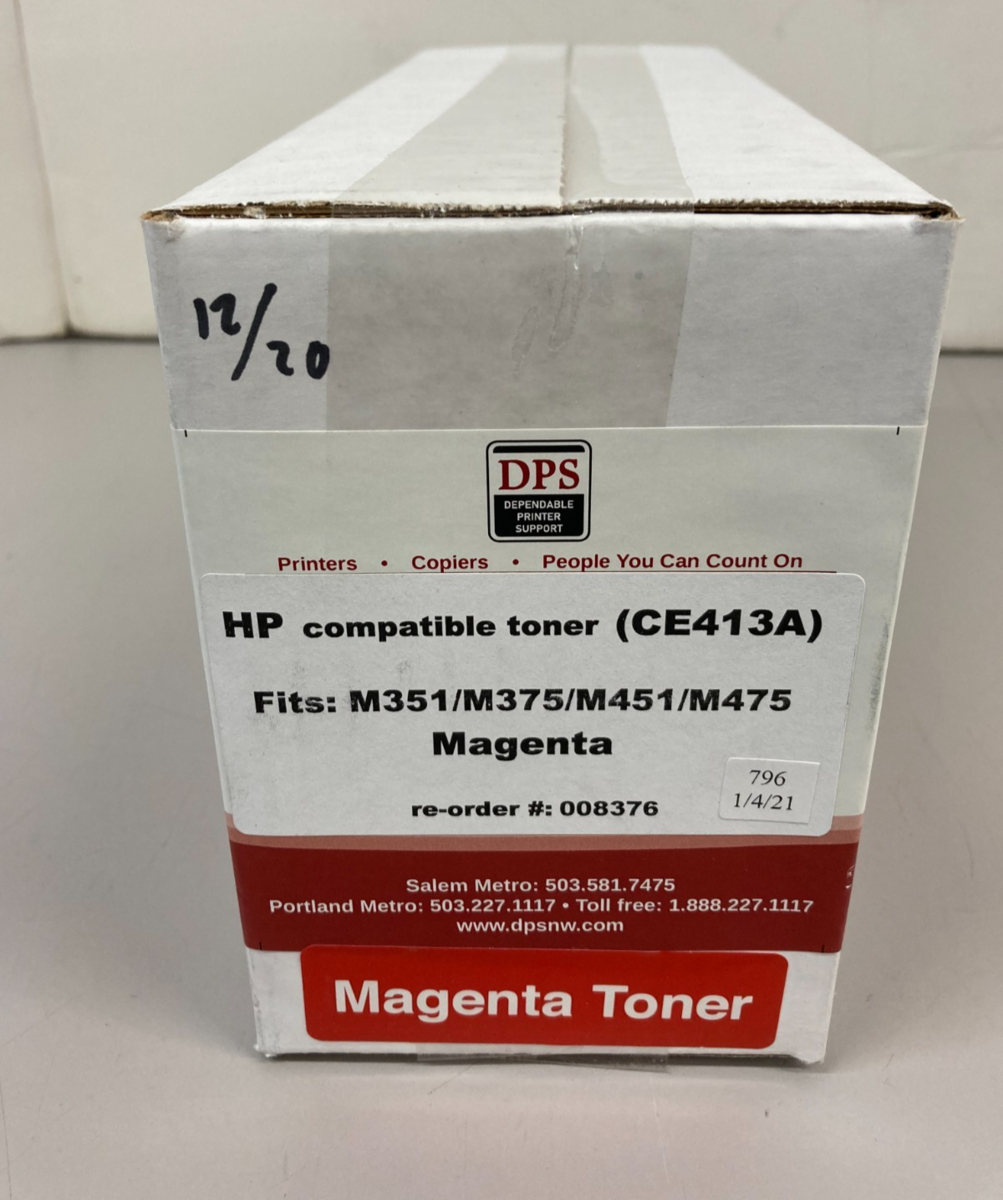 12/20
DPS
DEPENDABLE
PRINTER
SUPPORT
Printers • Copiers • People You Can Count On
HP compatible toner (CE413A)
Fits: M351/M375/M451/M475
Magenta
re-order #: 008376
796
1/4/21
Salem Metro: 503.581.7475
Portland Metro: 503.227.1117 • Toll free: 1.888.227.1117
www.dpsnw.com
Magenta Toner